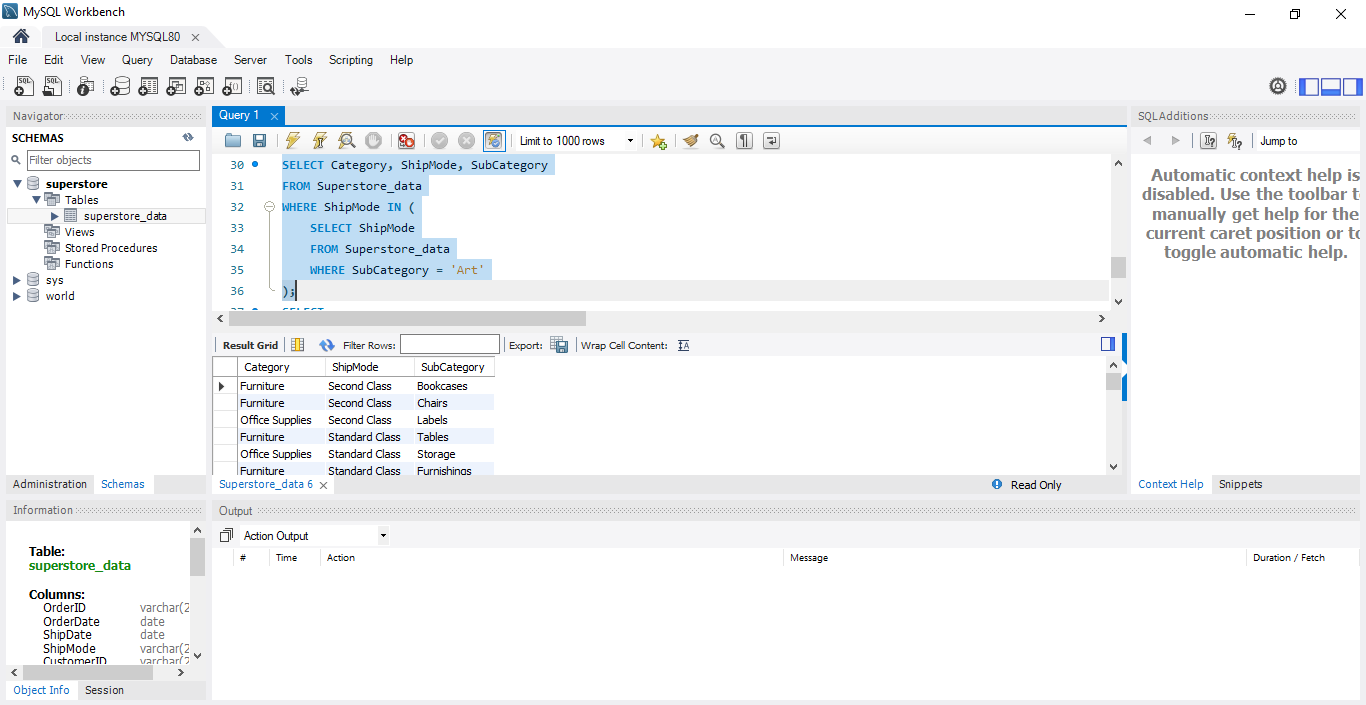 MySQL Workbench
Local instance MYSQL80
File Edit View Query Database Server Tools Scripting Help
Navigator
SCHEMAS
Filter objects
superstore
Tables
superstore_data
Views
Stored Procedures
Functions
sys
world
Administration Schemas
Information
Table:
superstore_data
Columns:
OrderID varchar(2
OrderDate date
ShipDate date
ShipMode varchar(2
CustomerID varchar(2
Object Info Session
Query 1
Limit to 1000 rows
30 SELECT Category, ShipMode, SubCategory
31 FROM Superstore_data
32 WHERE ShipMode IN (
33 SELECT ShipMode
34 FROM Superstore_data
35 WHERE SubCategory = 'Art'
36 );
37 SELECT
Result Grid Filter Rows: Export: Wrap Cell Content: IA
Category ShipMode SubCategory
Furniture Second Class Bookcases
Furniture Second Class Chairs
Office Supplies Second Class Labels
Furniture Standard Class Tables
Office Supplies Standard Class Storage
Furniture Standard Class Furnishings
Superstore_data 6
Read Only
Output
Action Output
# Time Action Message Duration / Fetch
SQLAdditions
Jump to
Automatic context help is
disabled. Use the toolbar t
manually get help for the
current caret position or to
toggle automatic help.
Context Help Snippets